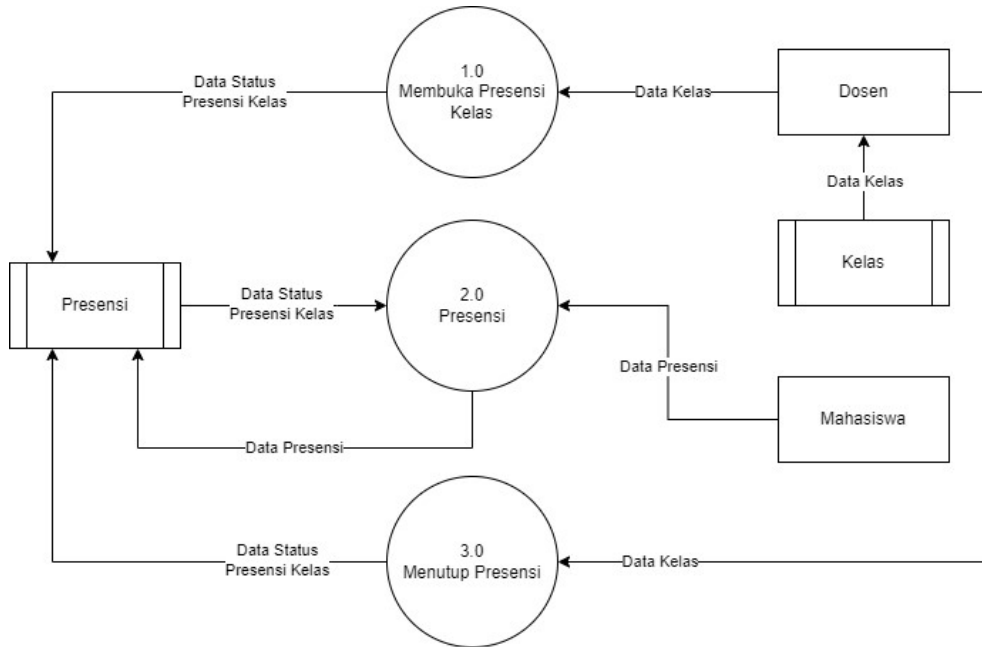 1.0
Membuka Presensi
Kelas
Data Status
Presensi Kelas
Data Kelas
Dosen
Data Kelas
Kelas
Presensi
Data Status
Presensi Kelas
2.0
Presensi
Data Presensi
Mahasiswa
Data Presensi
Data Status
Presensi Kelas
3.0
Menutup Presensi
Data Kelas